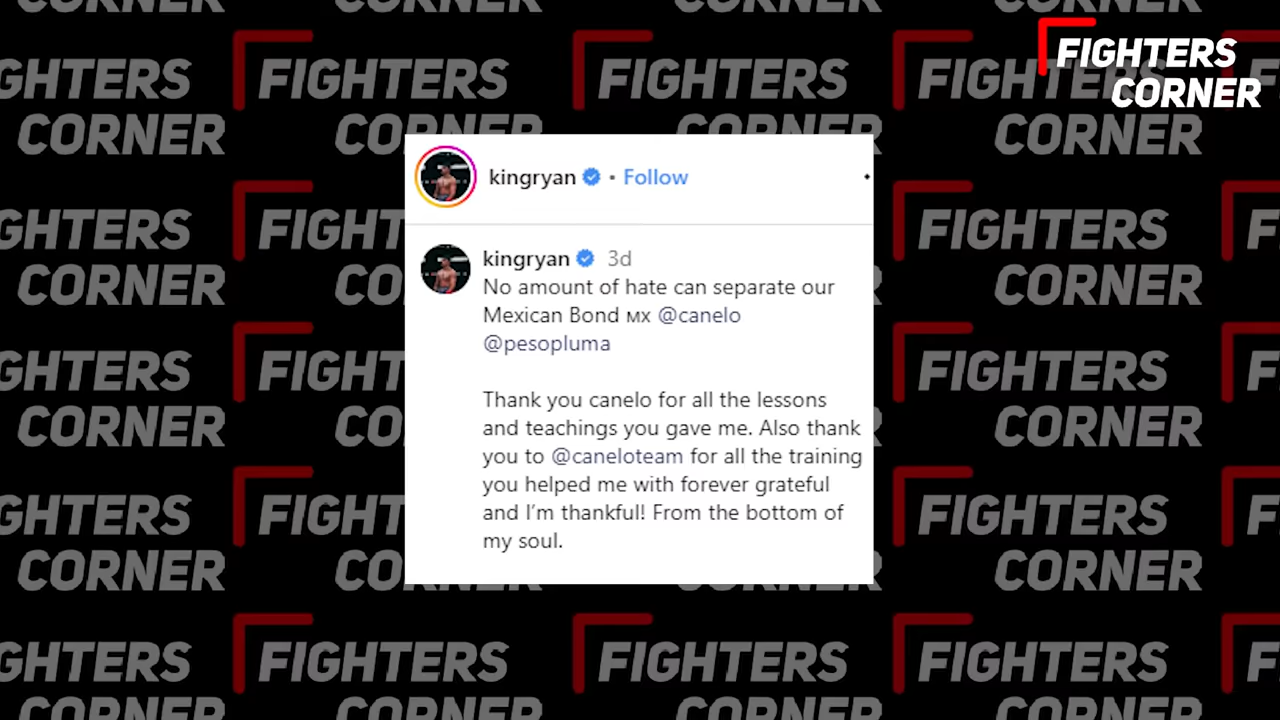 FIGHTERS
CORNER
kingryan • Follow
kingryan 3d
No amount of hate can separate our
Mexican Bond MX @canelo
@pesopluma
Thank you canelo for all the lessons
and teachings you gave me. Also thank
you to @caneloteam for all the training
you helped me with forever grateful
and I'm thankful! From the bottom of
my soul.